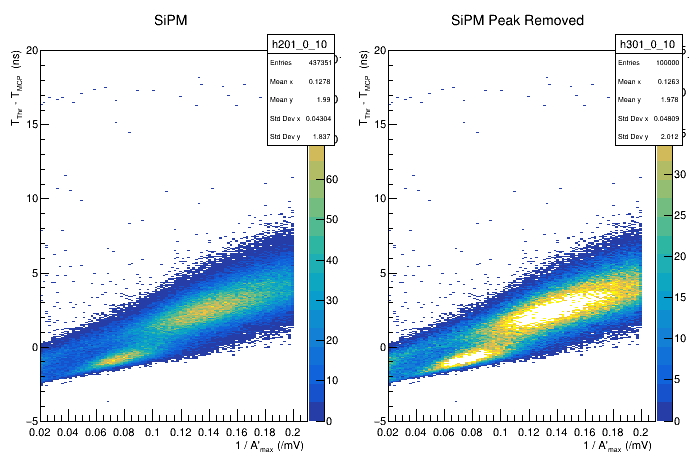 SiPM
SiPM Peak Removed
h201_0_10
Entries 437351
Mean x 0.1278
Mean y 1.99
Std Dev x 0.04304
Std Dev y 1.837
h301_0_10
Entries 100000
Mean x 0.1263
Mean y 1.978
Std Dev x 0.04809
Std Dev y 2.012
T_Thr - T_MCP (ns)
20
15
10
5
0
−5
0.02 0.04 0.06 0.08 0.1 0.12 0.14 0.16 0.18 0.2
1 / A'_max (/mV)
60
50
40
30
20
10
0
T_Thr - T_MCP (ns)
20
15
10
5
0
−5
0.02 0.04 0.06 0.08 0.1 0.12 0.14 0.16 0.18 0.2
1 / A'_max (/mV)
30
25
20
15
10
5
0